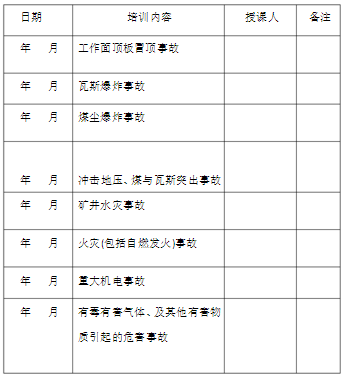 日期 培训内容 授课人 备注
年 月 工作面顶板冒顶事故
年 月 瓦斯爆炸事故
年 月 煤尘爆炸事故
年 月 冲击地压、煤与瓦斯突出事故
年 月 矿井水灾事故
年 月 火灾(包括自燃发火)事故
年 月 重大机电事故
年 月 有毒有害气体、及其他有害物
质引起的危害事故